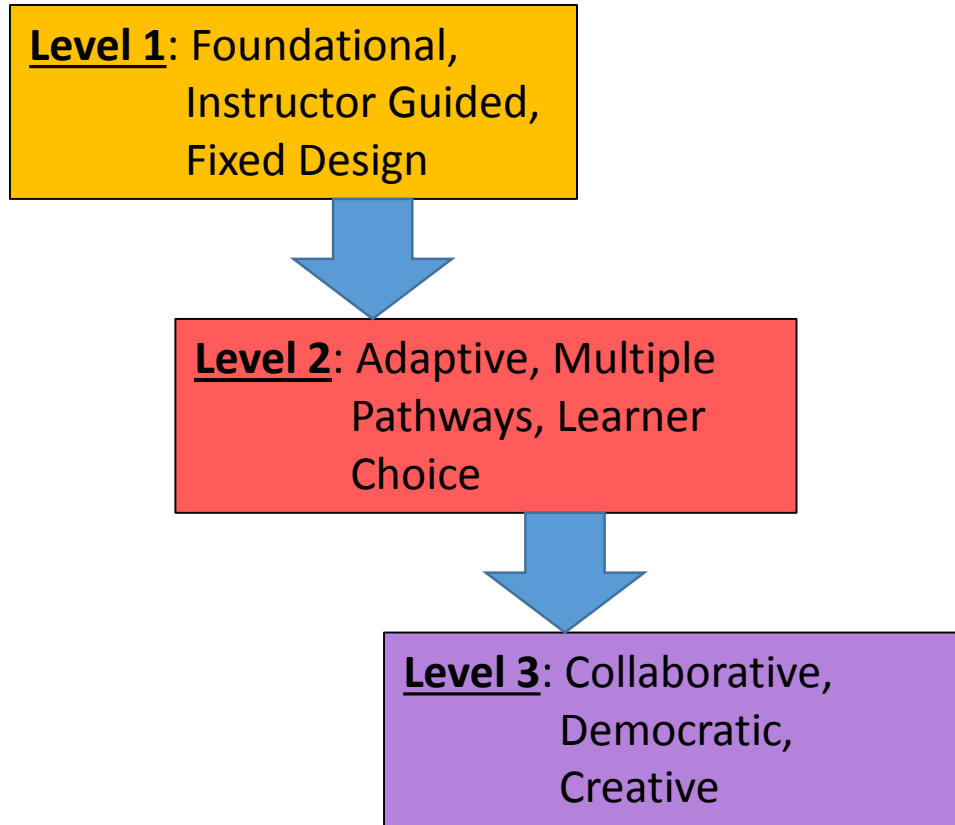 Level 1: Foundational,
Instructor Guided,
Fixed Design
Level 2: Adaptive, Multiple
Pathways, Learner
Choice
Level 3: Collaborative,
Democratic,
Creative